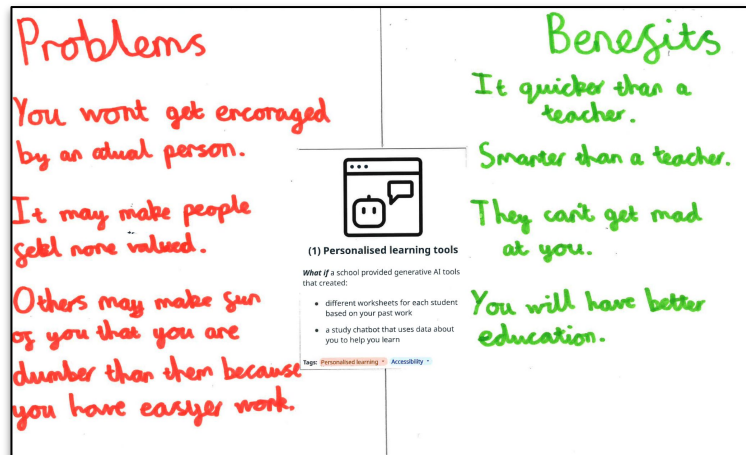 Problems
You wont get encoraged
by an actual person.
It may make people
feel none valued.
Others may make fun
of you that you are
dumber than them because
you have easyer work.
(1) Personalised learning tools
What if a school provided generative AI tools
that created:
different worksheets for each student
based on your past work
a study chatbot that uses data about
you to help you learn
Tags: Personalised learning Accessibility
Benefits
It quicker than a
teacher.
Smarter than a teacher.
They can't get mad
at you.
You will have better
education.